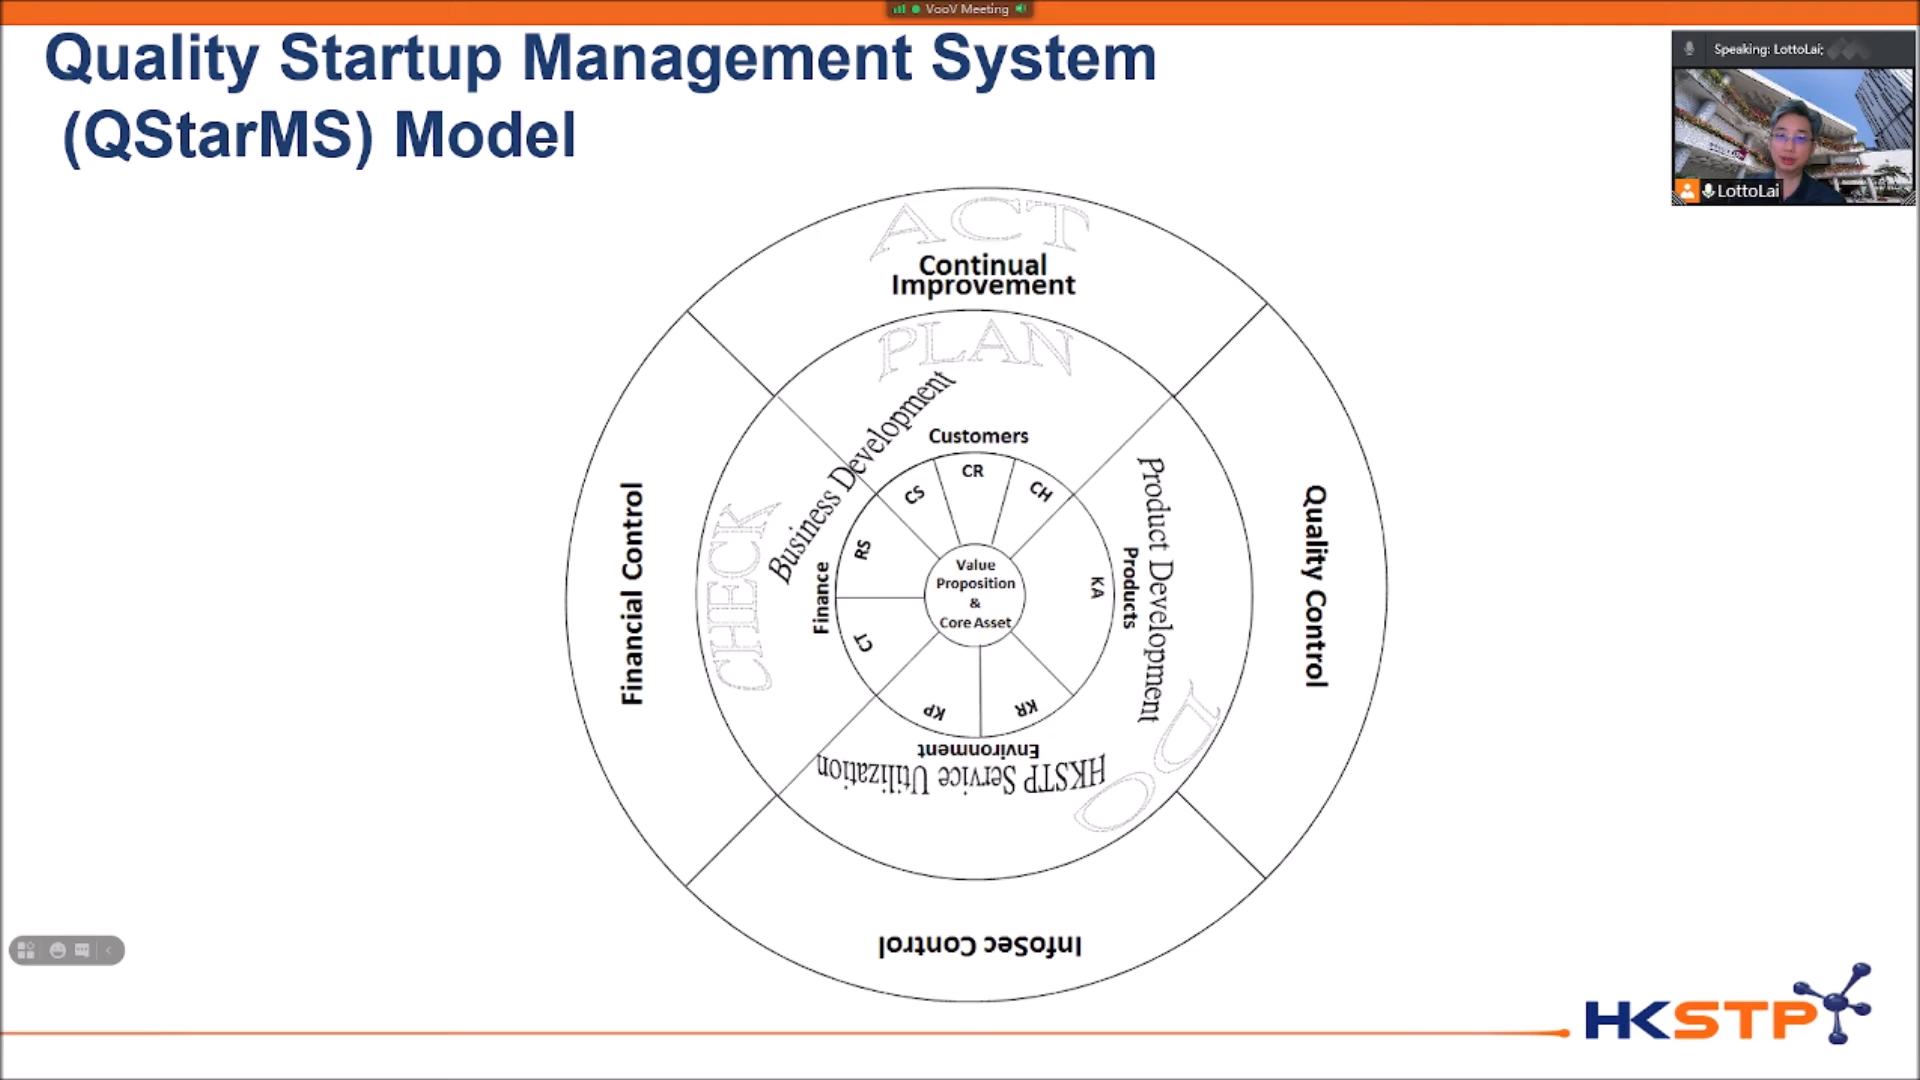 VooV Meeting
Quality Startup Management System
(QStarMS) Model
Speaking: LottoLai;
LottoLai
ACT
Continual
Improvement
PLAN
Business Development
Customers
CS
CR
CH
Financial Control
CHECK
Finance
RS
CT
Value
Proposition
&
Core Asset
KA
Products
Product Development
Quality Control
DO
KP
KR
Environment
HKSTP Service Utilization
InfoSec Control
HKSTP